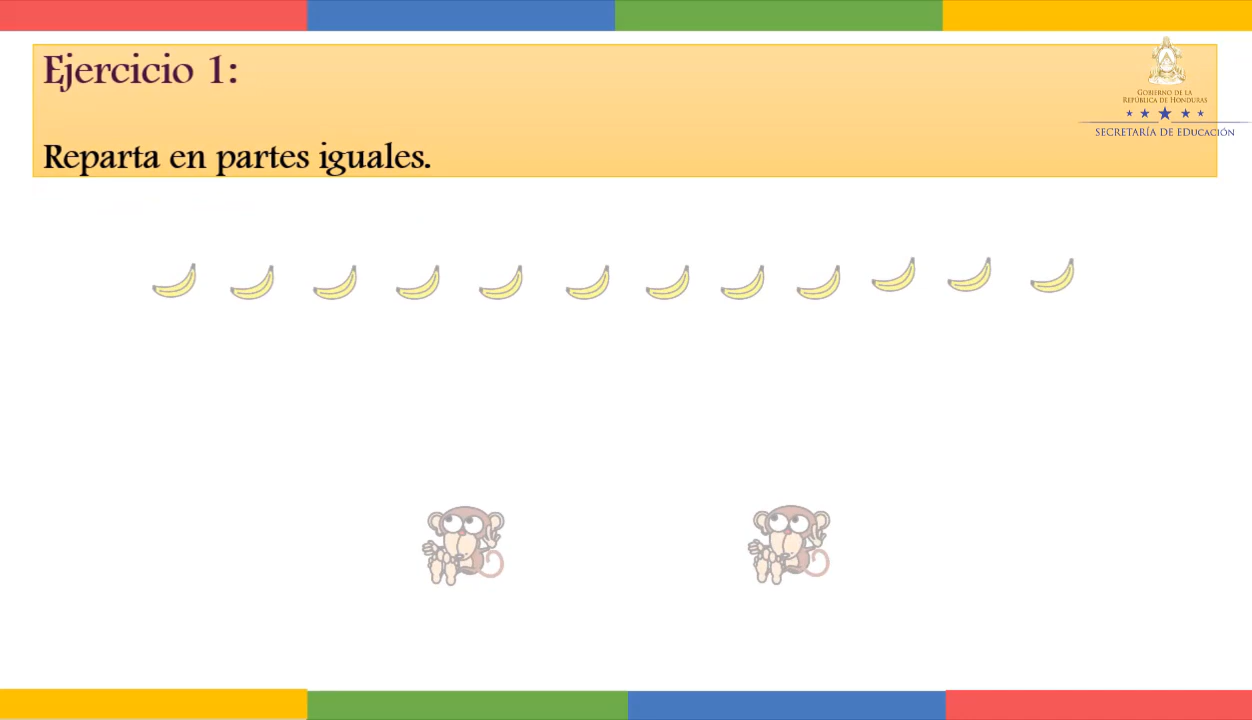 Ejercicio 1:
Reparta en partes iguales.
GOBIERNO DE LA
REPÚBLICA DE HONDURAS
SECRETARÍA DE EDUCACIÓN